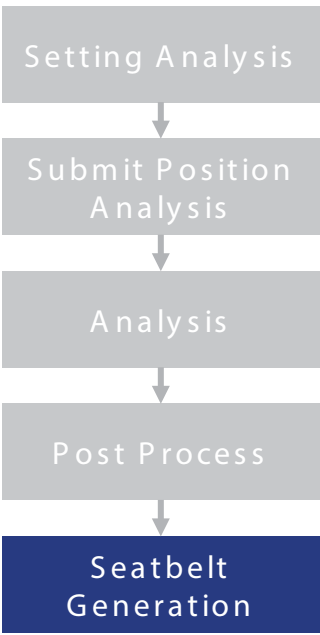 Setting Analysis
Submit Position
Analysis
Analysis
Post Process
Seatbelt
Generation